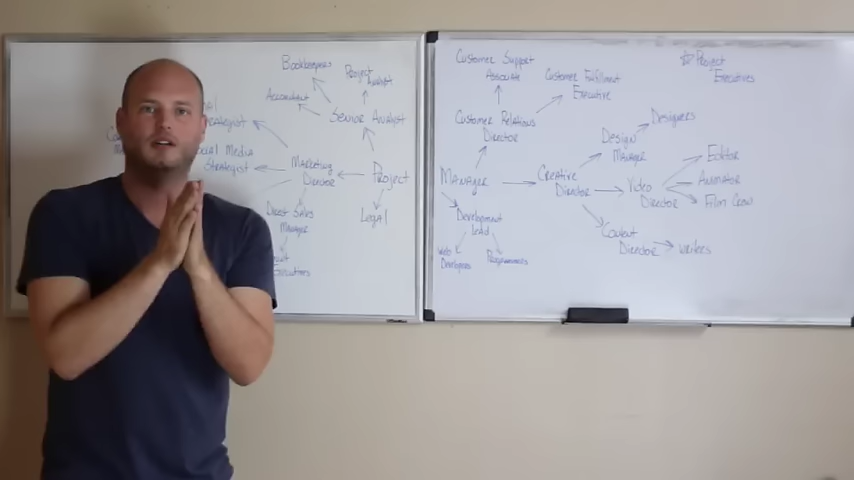 Bookkeepers
Project
Analyst
Accountant
Senior Analyst
Social Media
Strategist
Marketing
Director
Project
Direct Sales
Manager
Legal
Executives
Customer Support
Associate
Customer Fulfillment
Executive
Project
Executives
Customer Relations
Director
Designers
Design
Manager
Manager
Creative
Director
Video
Director
Editor
Animator
Film Crew
Development
Lead
Web
Developers
Programmers
Content
Director
writers